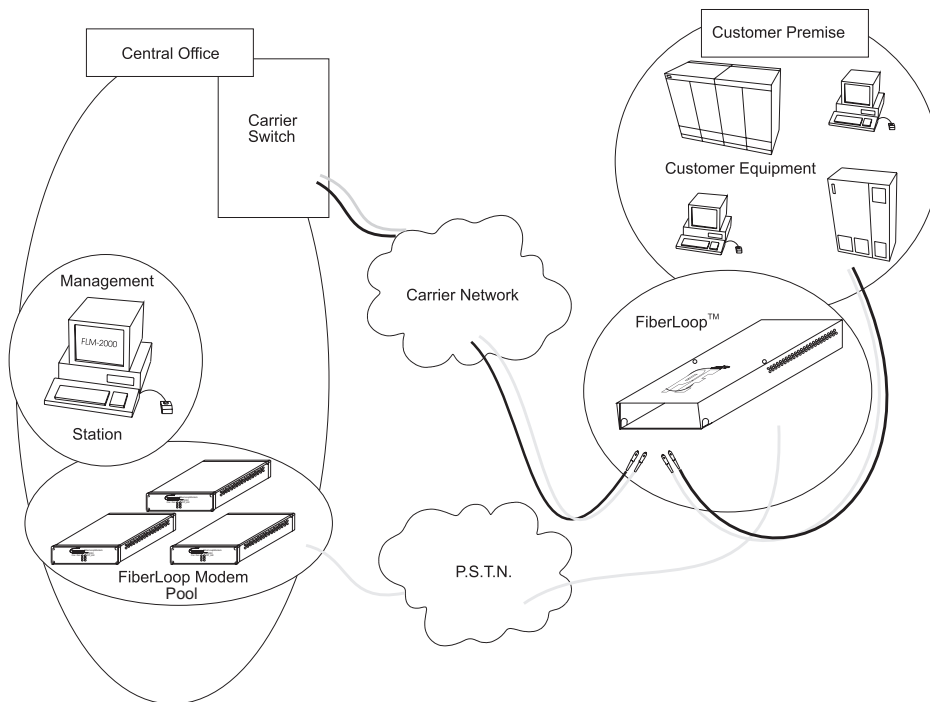 Central Office
Carrier
Switch
Customer Premise
Customer Equipment
Carrier Network
Management
FLM-2000
Station
FiberLoop™
FiberLoop Modem
Pool
P.S.T.N.